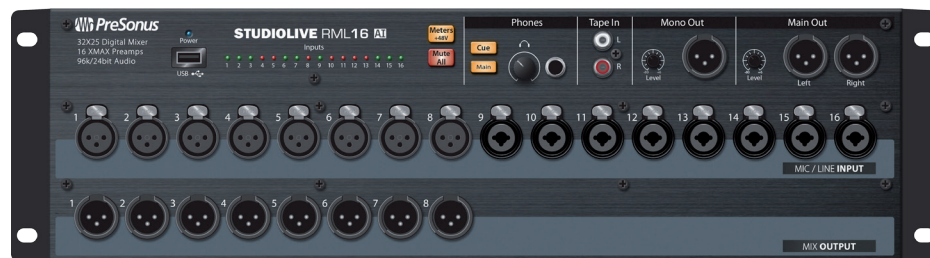 PreSonus
32X25 Digital Mixer
16 XMAX Preamps
96k/24bit Audio
Power
USB
STUDIOLIVE RML16 AI
Inputs
1 2 3 4 5 6 7 8 9 10 11 12 13 14 15 16
Meters
+48V
Mute
All
Phones
Cue
Main
Tape In
L
R
Mono Out
Level
Main Out
Level
Left
Right
1 2 3 4 5 6 7 8 9 10 11 12 13 14 15 16
MIC / LINE INPUT
1 2 3 4 5 6 7 8
MIX OUTPUT